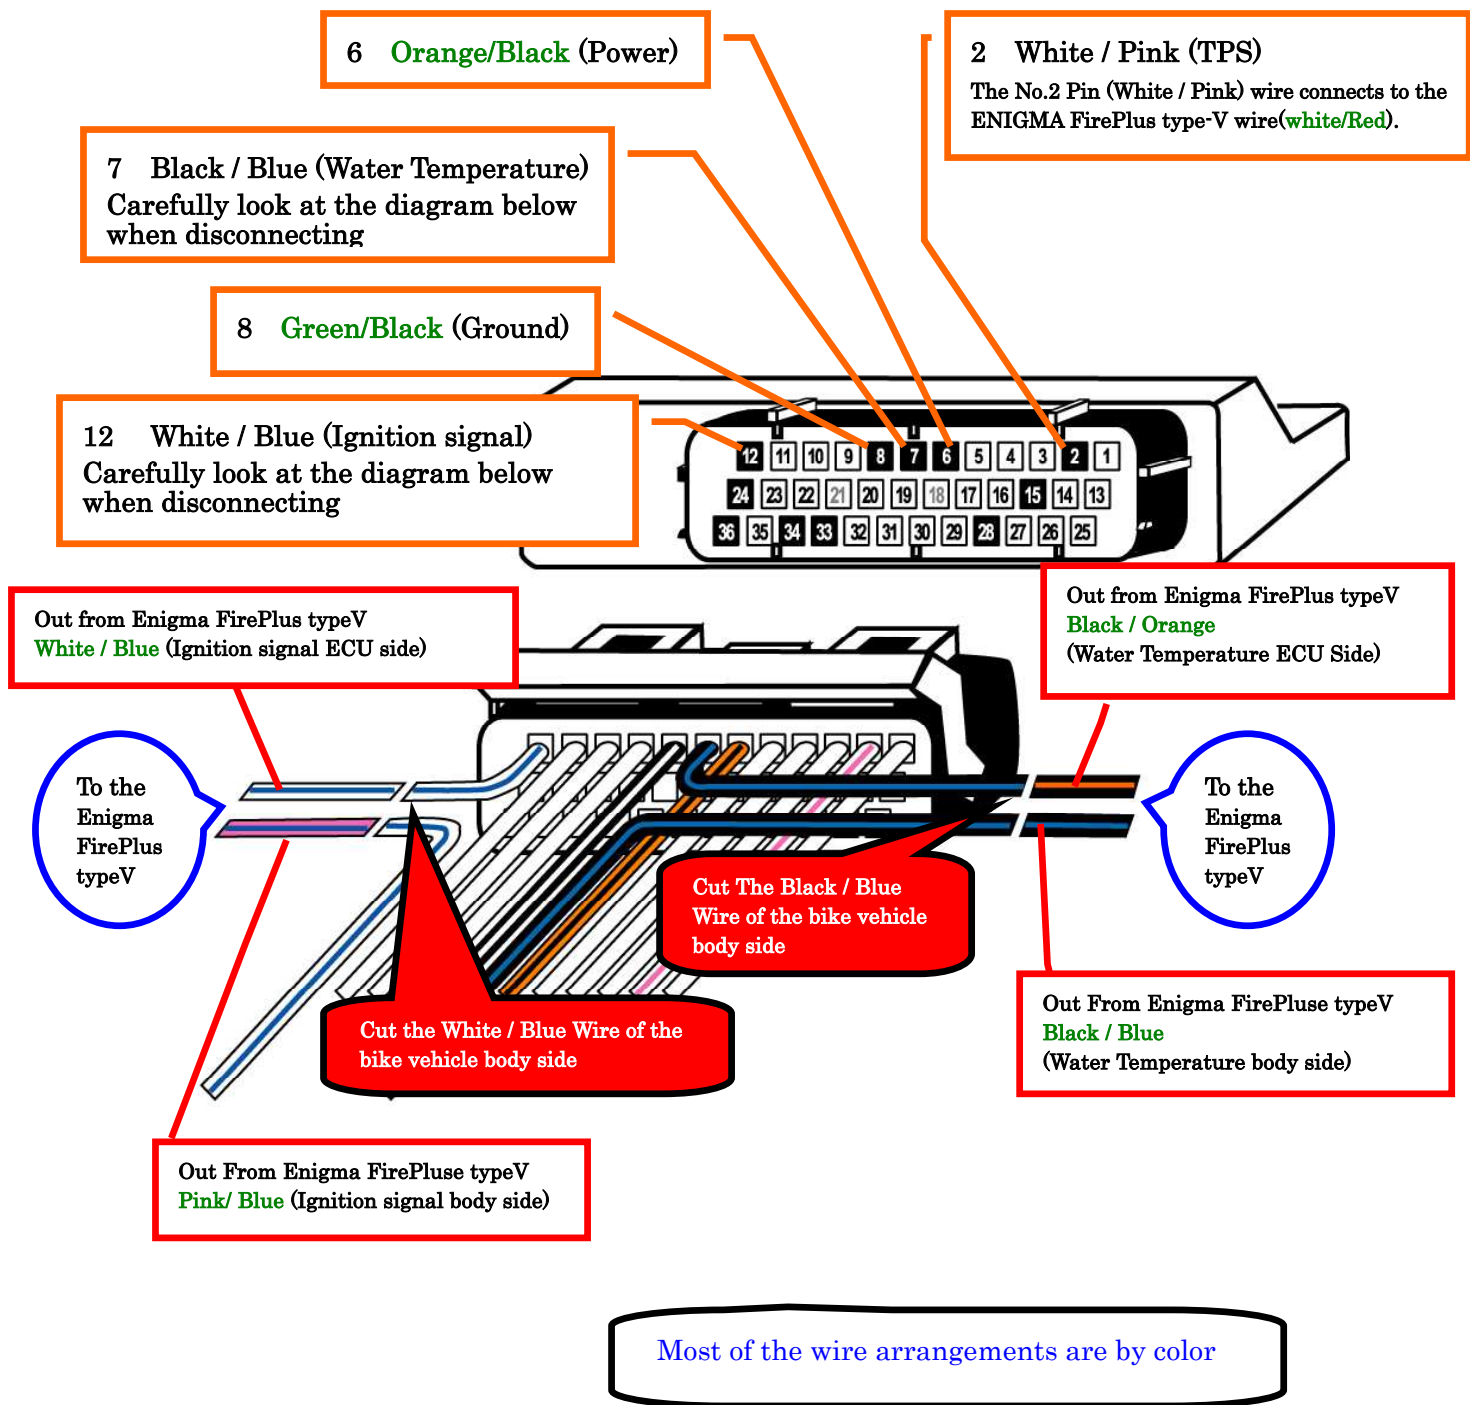 6 Orange/Black (Power)
2 White / Pink (TPS)
The No.2 Pin (White / Pink) wire connects to the
ENIGMA FirePlus type-V wire(white/Red).
7 Black / Blue (Water Temperature)
Carefully look at the diagram below
when disconnecting
8 Green/Black (Ground)
12 White / Blue (Ignition signal)
Carefully look at the diagram below
when disconnecting
12 11 10 9 8 7 6 5 4 3 2 1
24 23 22 21 20 19 18 17 16 15 14 13
36 35 34 33 32 31 30 29 28 27 26 25
Out from Enigma FirePlus typeV
White / Blue (Ignition signal ECU side)
Out from Enigma FirePlus typeV
Black / Orange
(Water Temperature ECU Side)
To the
Enigma
FirePlus
typeV
To the
Enigma
FirePlus
typeV
Cut The Black / Blue
Wire of the bike vehicle
body side
Cut the White / Blue Wire of the
bike vehicle body side
Out From Enigma FirePluse typeV
Black / Blue
(Water Temperature body side)
Out From Enigma FirePluse typeV
Pink/ Blue (Ignition signal body side)
Most of the wire arrangements are by color